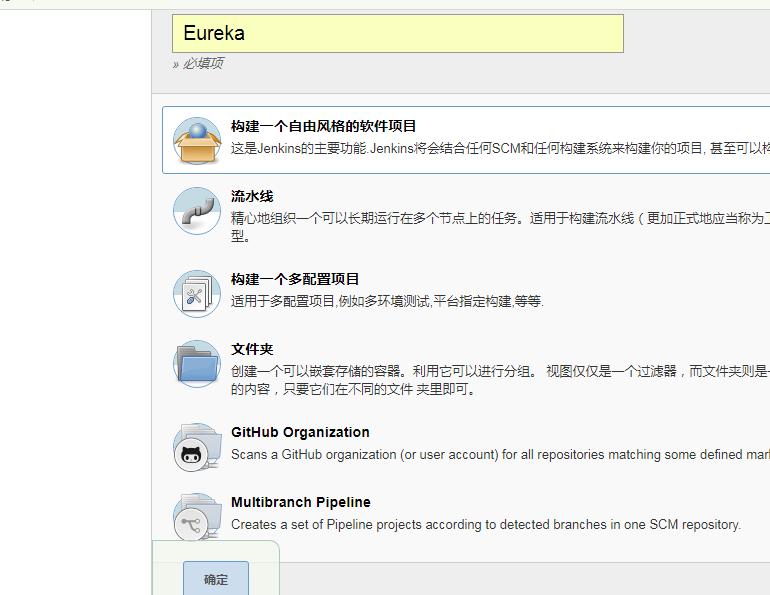 Eureka
» 必填项
构建一个自由风格的软件项目
这是Jenkins的主要功能.Jenkins将会结合任何SCM和任何构建系统来构建你的项目, 甚至可以构
流水线
精心地组织一个可以长期运行在多个节点上的任务。适用于构建流水线（更加正式地应当称为工
型。
构建一个多配置项目
适用于多配置项目,例如多环境测试,平台指定构建,等等.
文件夹
创建一个可以嵌套存储的容器。利用它可以进行分组。 视图仅仅是一个过滤器，而文件夹则是一
的内容，只要它们在不同的文件 夹里即可。
GitHub Organization
Scans a GitHub organization (or user account) for all repositories matching some defined mar
Multibranch Pipeline
Creates a set of Pipeline projects according to detected branches in one SCM repository.
确定